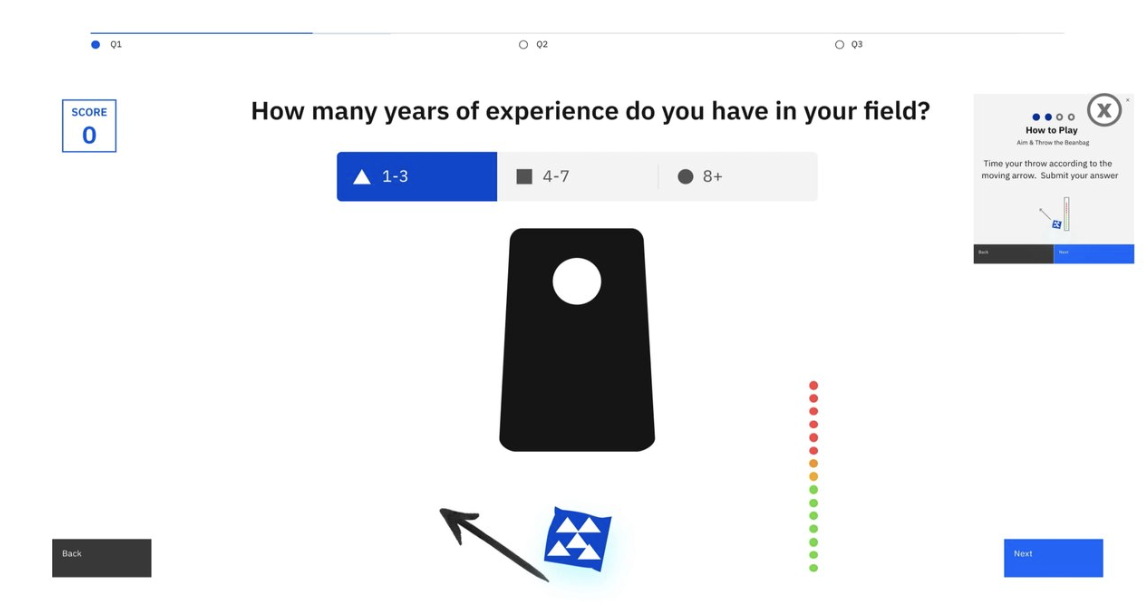 Q1
Q2
Q3
SCORE
0
How many years of experience do you have in your field?
1-3
4-7
8+
X
×
How to Play
Aim & Throw the Beanbag
Time your throw according to the
moving arrow. Submit your answer
Back
Next
Back
Next